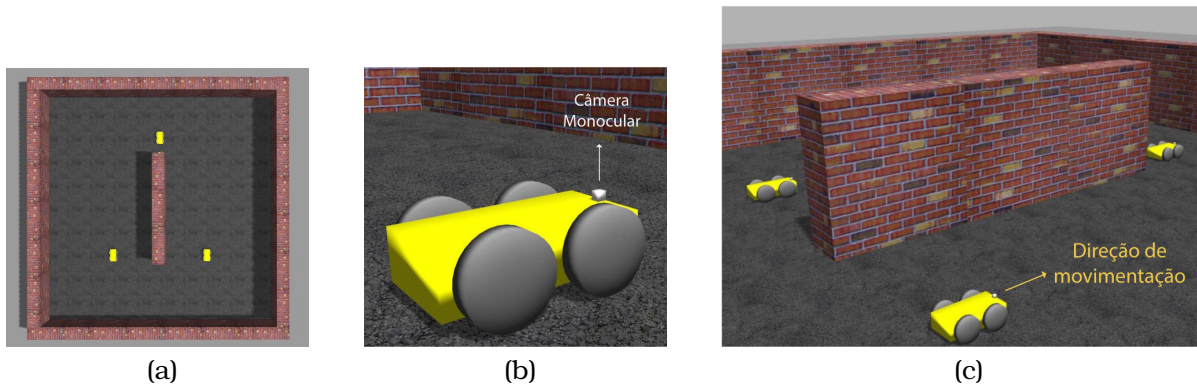 Câmera
Monocular
Direção de
movimentação
(a)
(b)
(c)